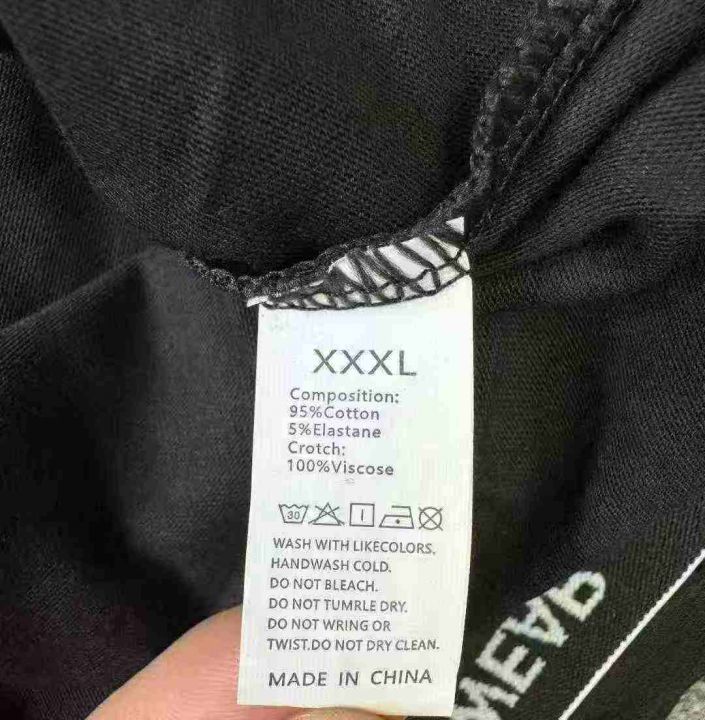 XXXL
Composition:
95%Cotton
5%Elastane
Crotch:
100%Viscose
30
WASH WITH LIKECOLORS.
HANDWASH COLD.
DO NOT BLEACH.
DO NOT TUMRLE DRY.
DO NOT WRING OR
TWIST.DO NOT DRY CLEAN.
MADE IN CHINA